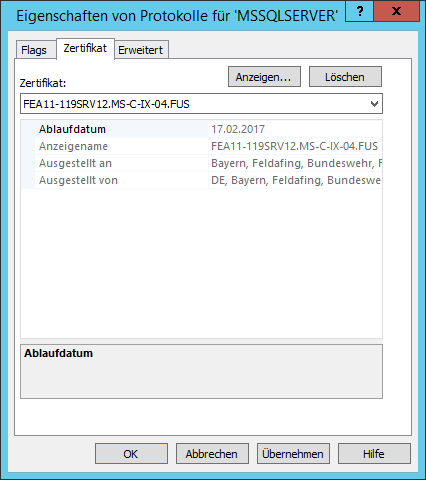 Eigenschaften von Protokolle für 'MSSQLSERVER'
? x
Flags Zertifikat Erweitert
Anzeigen... Löschen
Zertifikat:
FEA11-119SRV12.MS-C-IX-04.FUS
Ablaufdatum 17.02.2017
Anzeigename FEA11-119SRV12.MS-C-IX-04.FUS
Ausgestellt an Bayern, Feldafing, Bundeswehr, F
Ausgestellt von DE, Bayern, Feldafing, Bundeswe
Ablaufdatum
OK Abbrechen Übernehmen Hilfe